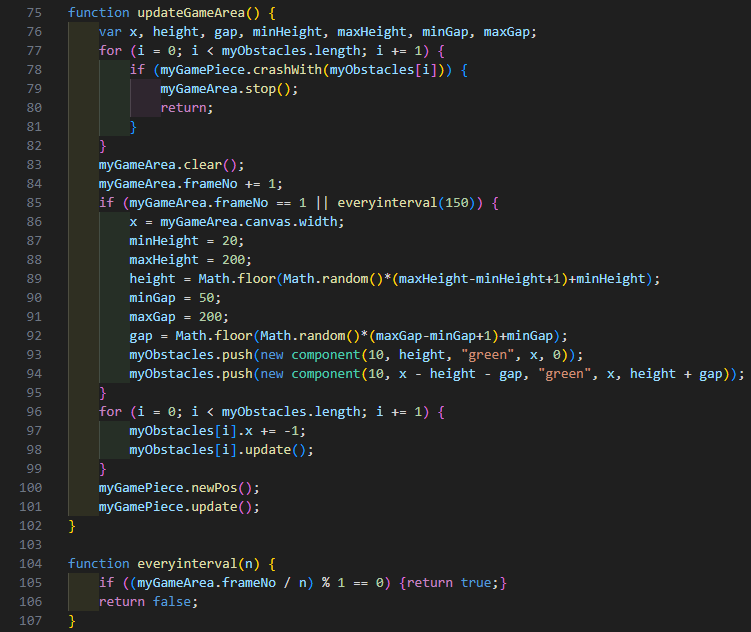 75 function updateGameArea() {
76     var x, height, gap, minHeight, maxHeight, minGap, maxGap;
77     for (i = 0; i < myObstacles.length; i += 1) {
78         if (myGamePiece.crashWith(myObstacles[i])) {
79             myGameArea.stop();
80             return;
81         }
82     }
83     myGameArea.clear();
84     myGameArea.frameNo += 1;
85     if (myGameArea.frameNo == 1 || everyinterval(150)) {
86         x = myGameArea.canvas.width;
87         minHeight = 20;
88         maxHeight = 200;
89         height = Math.floor(Math.random()*(maxHeight-minHeight+1)+minHeight);
90         minGap = 50;
91         maxGap = 200;
92         gap = Math.floor(Math.random()*(maxGap-minGap+1)+minGap);
93         myObstacles.push(new component(10, height, "green", x, 0));
94         myObstacles.push(new component(10, x - height - gap, "green", x, height + gap));
95     }
96     for (i = 0; i < myObstacles.length; i += 1) {
97         myObstacles[i].x += -1;
98         myObstacles[i].update();
99     }
100     myGamePiece.newPos();
101     myGamePiece.update();
102 }
103
104 function everyinterval(n) {
105     if ((myGameArea.frameNo / n) % 1 == 0) {return true;}
106     return false;
107 }